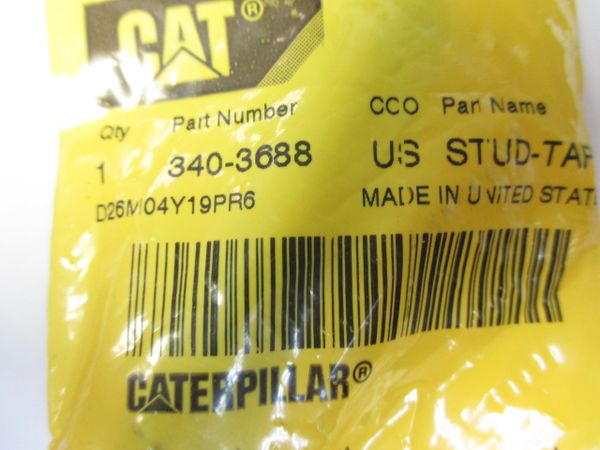 CAT®
Qty Part Number CCO Part Name
1 340-3688 US STUD-TAP
D26M04Y19PR6 MADE IN UNITED STAT
CATERPILLAR®